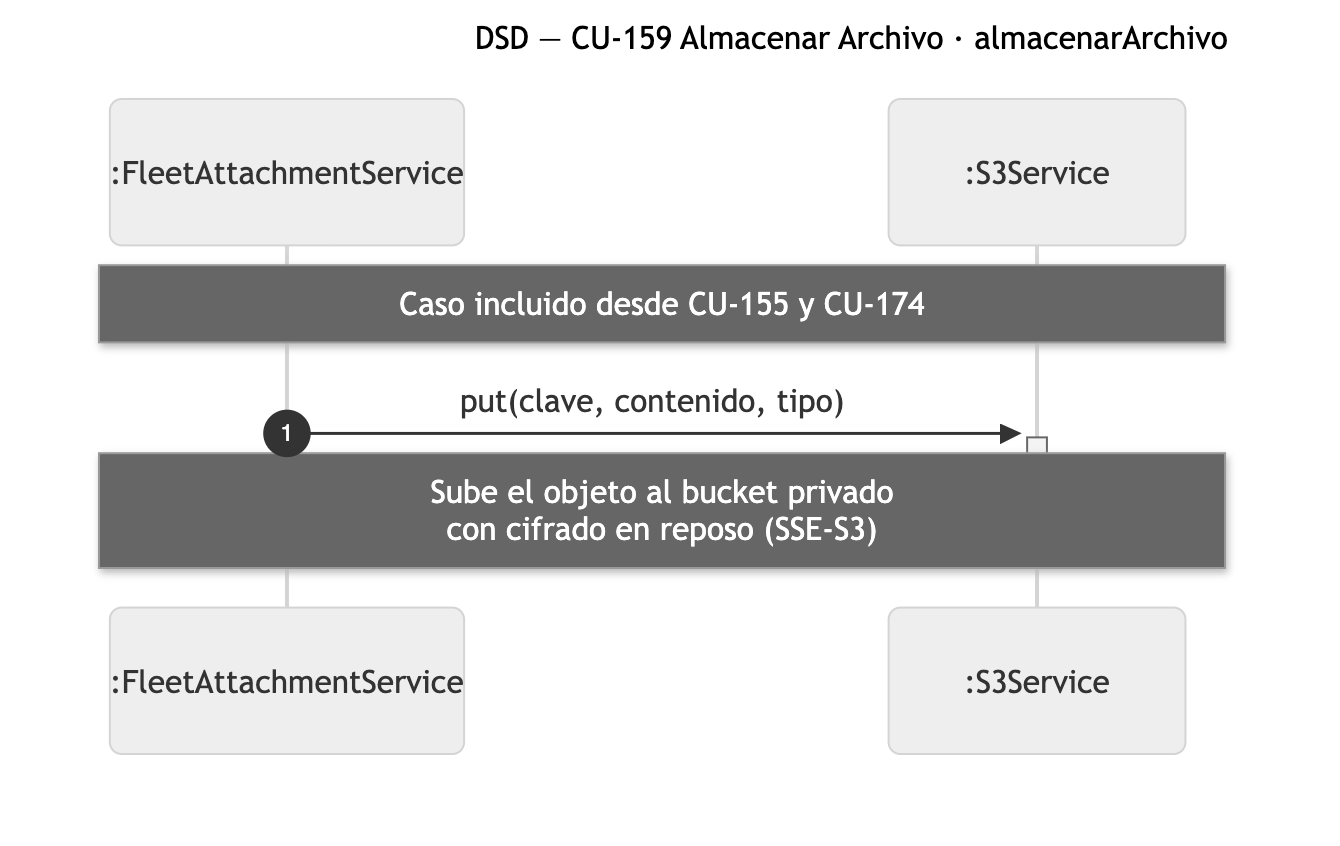 DSD — CU-159 Almacenar Archivo · almacenarArchivo
:FleetAttachmentService
:S3Service
Caso incluido desde CU-155 y CU-174
put(clave, contenido, tipo)
1
Sube el objeto al bucket privado
con cifrado en reposo (SSE-S3)
:FleetAttachmentService
:S3Service